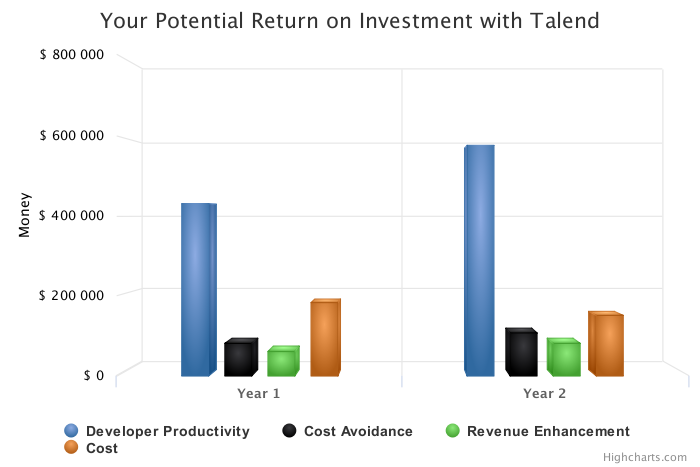 Your Potential Return on Investment with Talend
$ 800 000
$ 600 000
$ 400 000
$ 200 000
$ 0
Money
Year 1
Year 2
Developer Productivity
Cost Avoidance
Revenue Enhancement
Cost
Highcharts.com